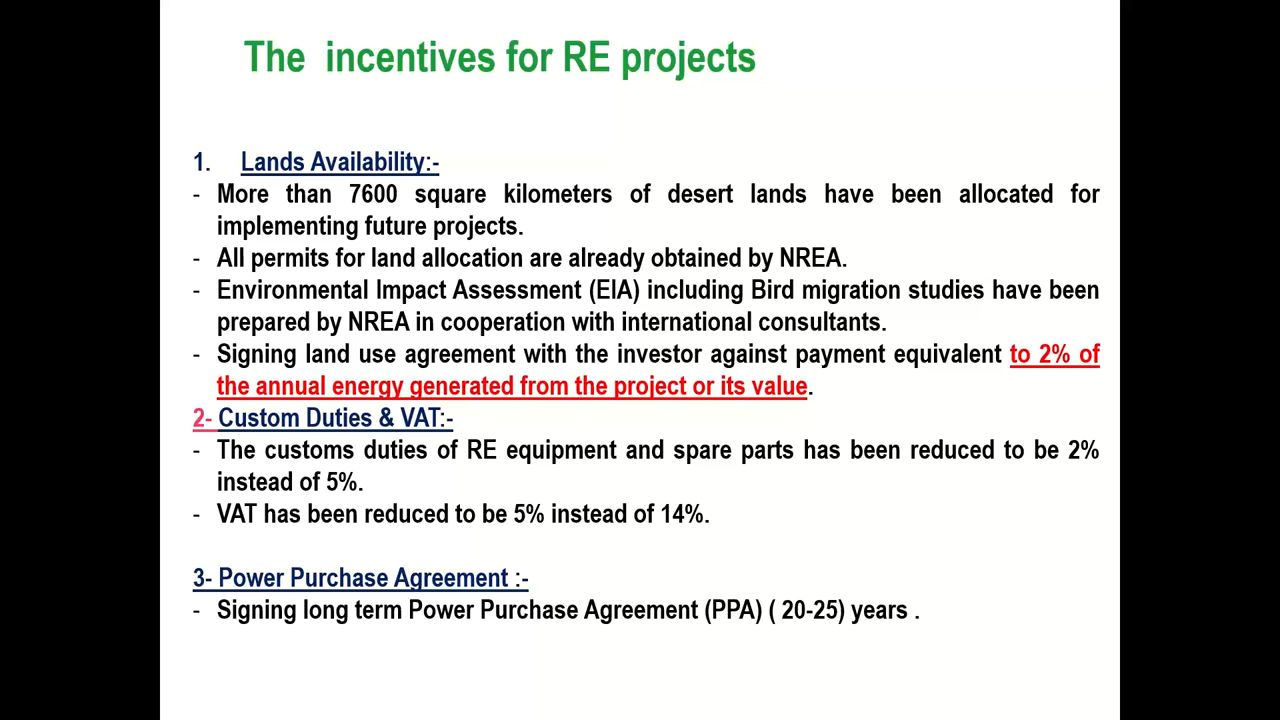 The incentives for RE projects
1. Lands Availability:-
- More than 7600 square kilometers of desert lands have been allocated for
implementing future projects.
- All permits for land allocation are already obtained by NREA.
- Environmental Impact Assessment (EIA) including Bird migration studies have been
prepared by NREA in cooperation with international consultants.
- Signing land use agreement with the investor against payment equivalent to 2% of
the annual energy generated from the project or its value.
2- Custom Duties & VAT:-
- The customs duties of RE equipment and spare parts has been reduced to be 2%
instead of 5%.
- VAT has been reduced to be 5% instead of 14%.
3- Power Purchase Agreement :-
- Signing long term Power Purchase Agreement (PPA) ( 20-25) years .